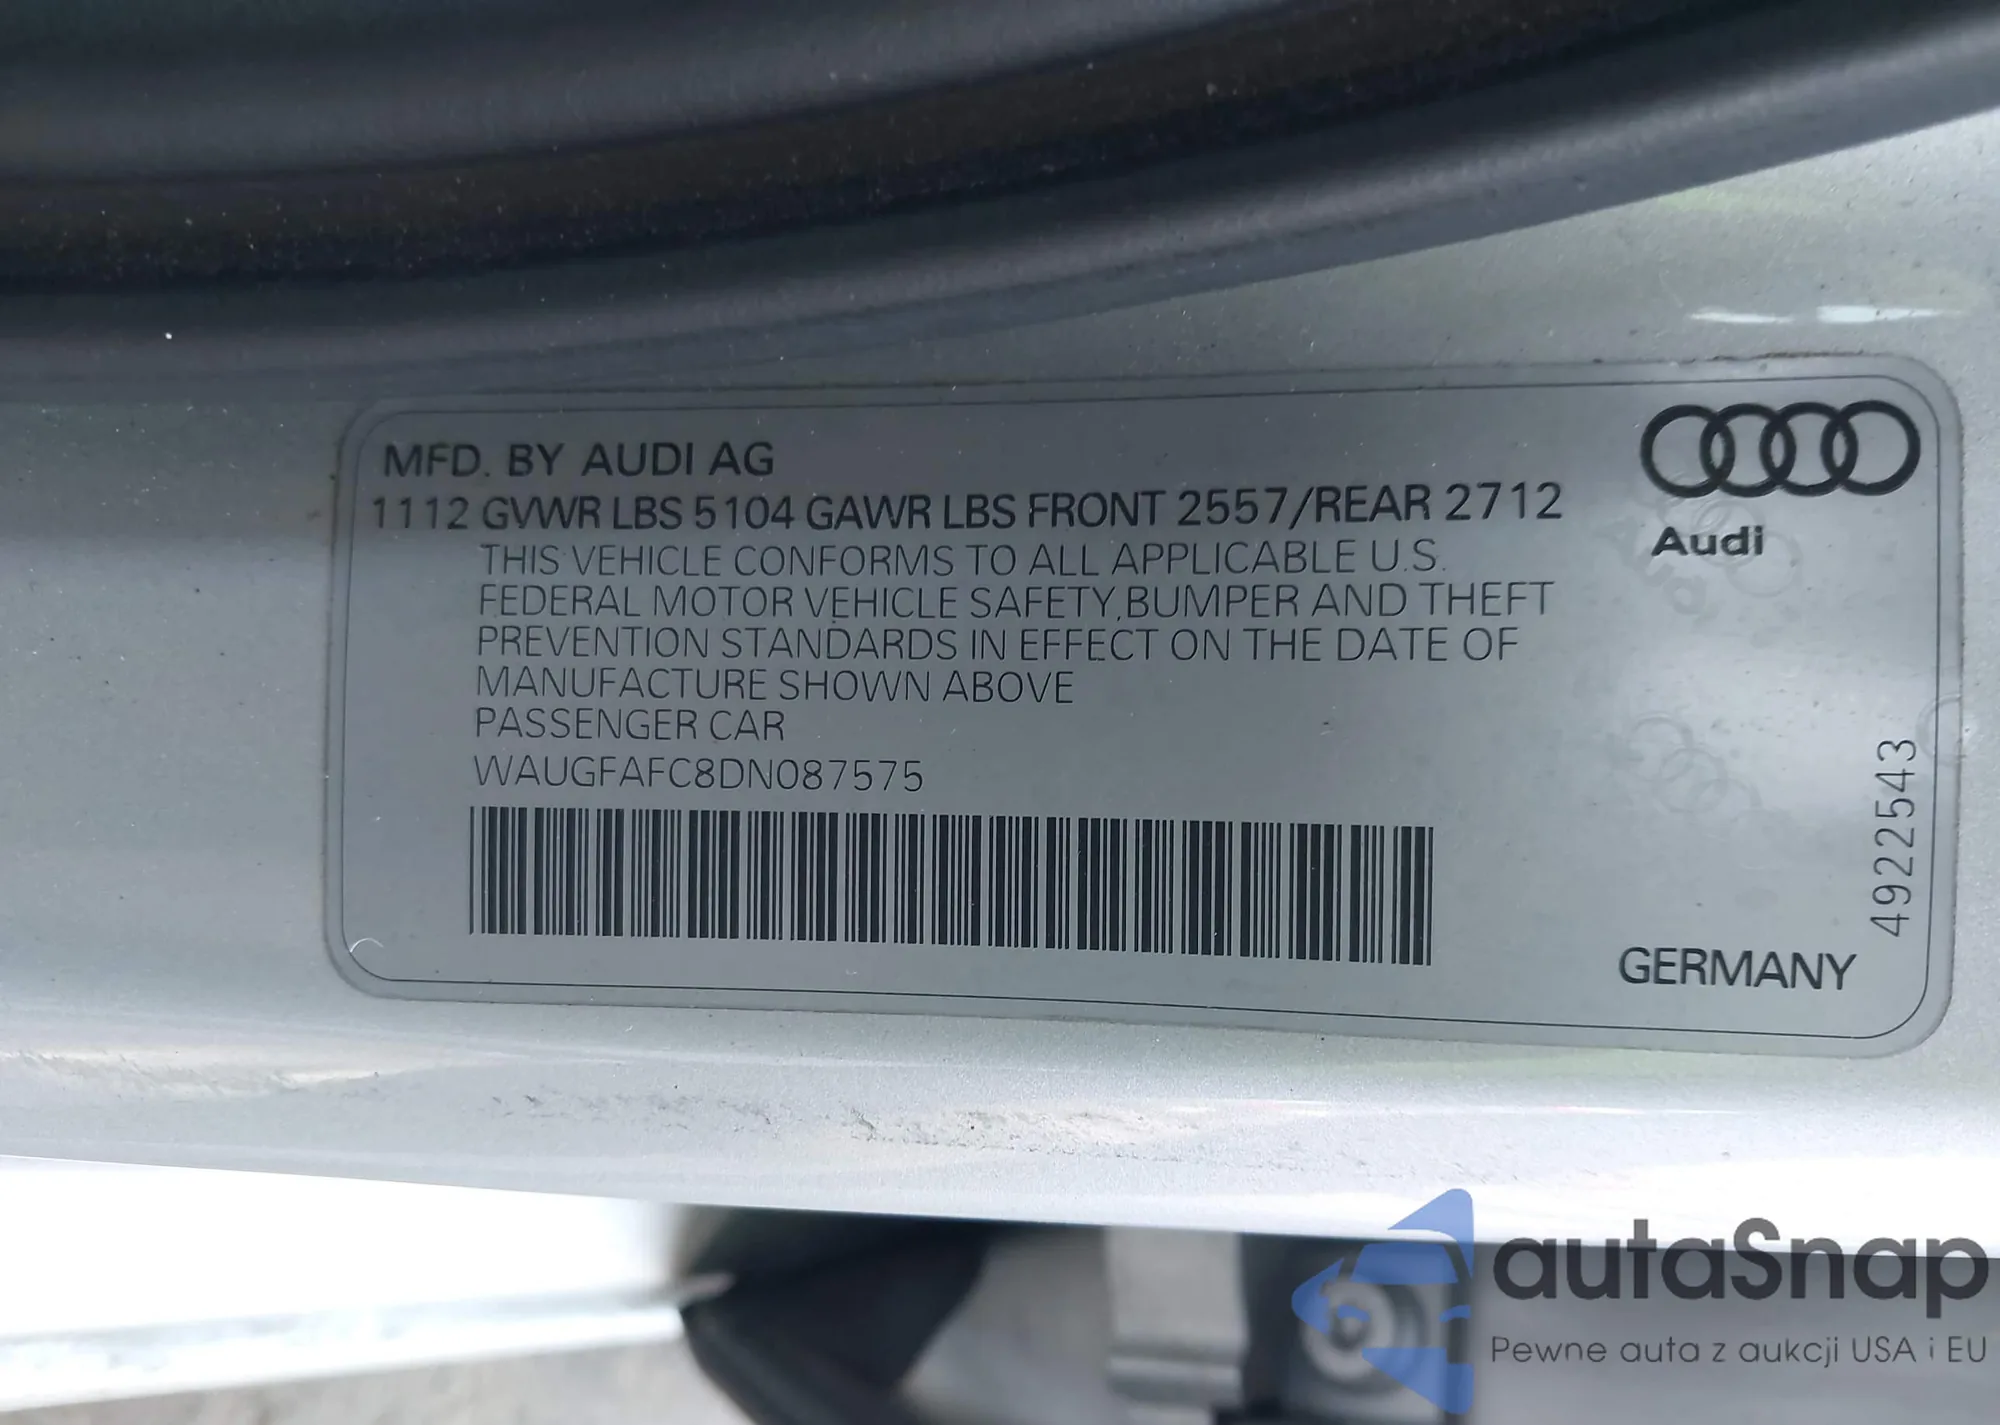 MFD. BY AUDI AG
1112 GVWR LBS 5104 GAWR LBS FRONT 2557/REAR 2712
THIS VEHICLE CONFORMS TO ALL APPLICABLE U.S.
FEDERAL MOTOR VEHICLE SAFETY, BUMPER AND THEFT
PREVENTION STANDARDS IN EFFECT ON THE DATE OF
MANUFACTURE SHOWN ABOVE
PASSENGER CAR
WAUGFAFC8DN087575
Audi
Audi
4922543
GERMANY
autaSnap
Pewne auta z aukcji USA i EU